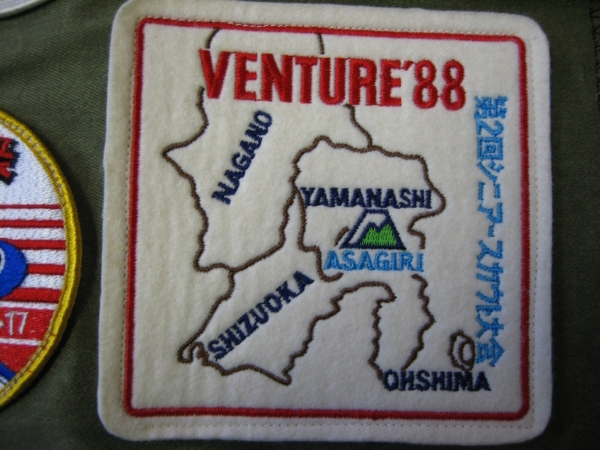 VENTURE'88
NAGANO
YAMANASHI
ASAGIRI
SHIZUOKA
OHSHIMA
第2回シニアースカウト大会
-17.